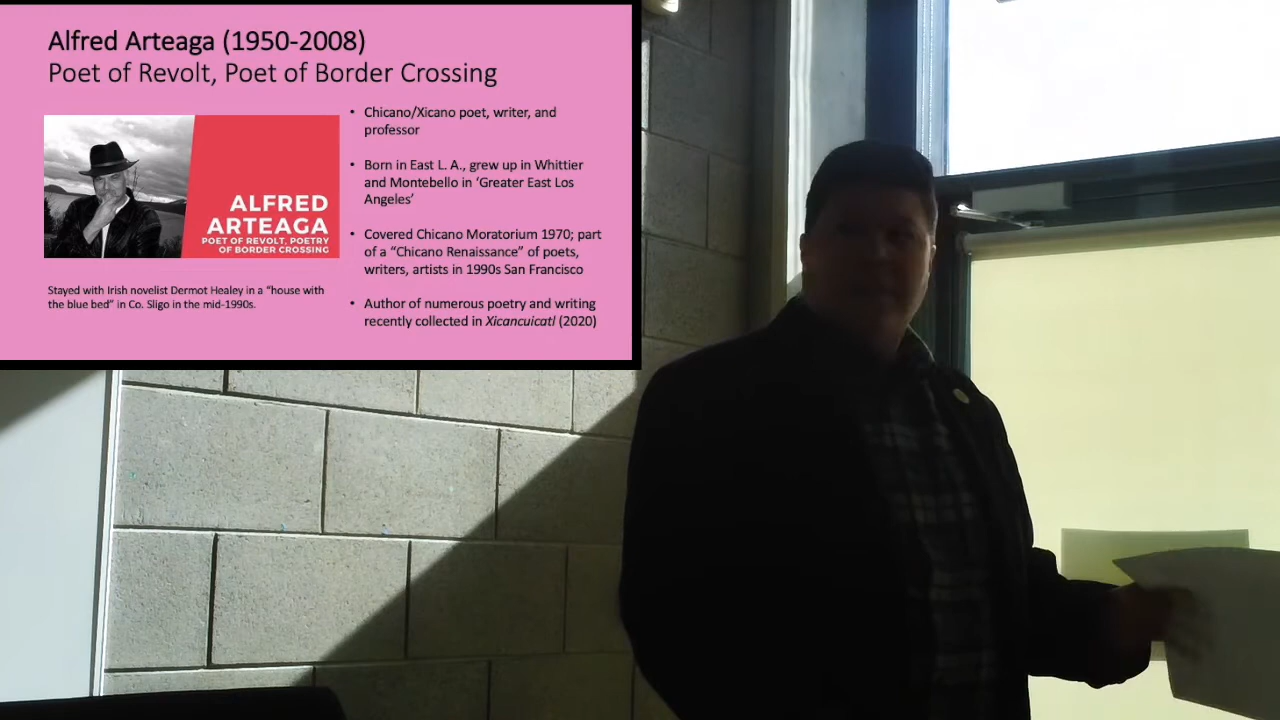 Alfred Arteaga (1950-2008)
Poet of Revolt, Poet of Border Crossing
ALFRED
ARTEAGA
POET OF REVOLT, POETRY
OF BORDER CROSSING
Stayed with Irish novelist Dermot Healey in a “house with
the blue bed” in Co. Sligo in the mid-1990s.
• Chicano/Xicano poet, writer, and
professor
• Born in East L. A., grew up in Whittier
and Montebello in ‘Greater East Los
Angeles’
• Covered Chicano Moratorium 1970; part
of a “Chicano Renaissance” of poets,
writers, artists in 1990s San Francisco
• Author of numerous poetry and writing
recently collected in Xicancuicatl (2020)